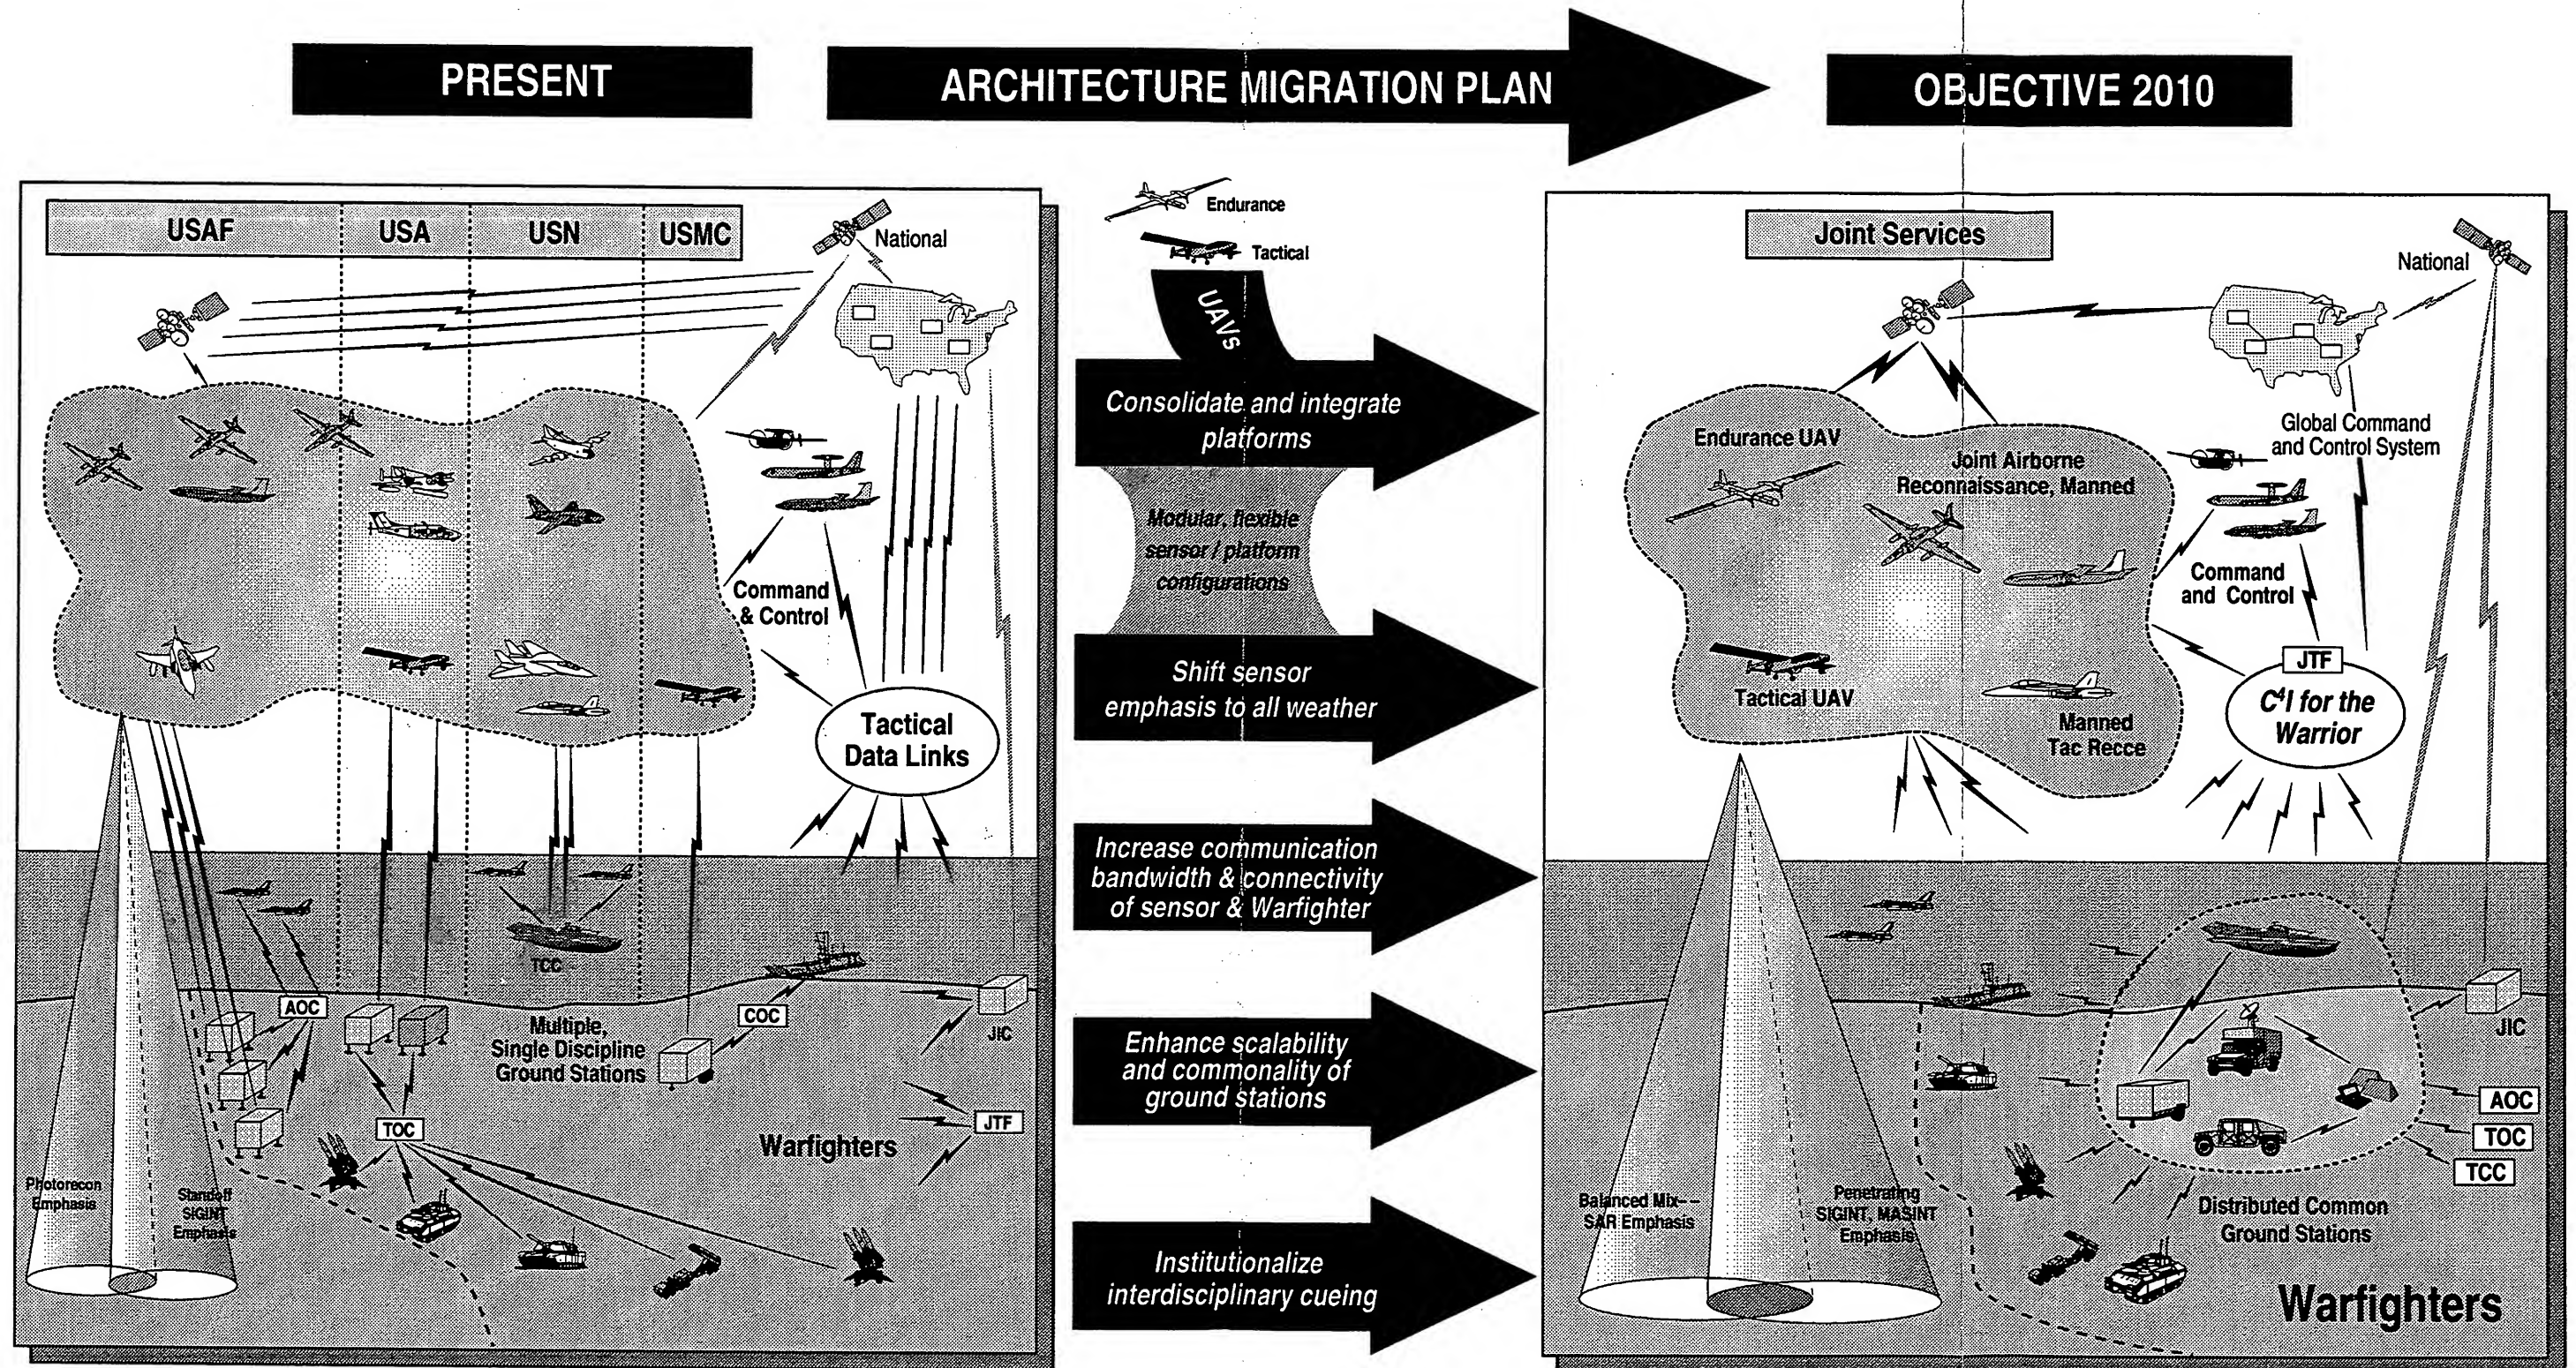 PRESENT
ARCHITECTURE MIGRATION PLAN
OBJECTIVE 2010
USAF
USA
USN
USMC
National
Command
& Control
Tactical
Data Links
TCC
AOC
COC
JIC
Multiple,
Single Discipline
Ground Stations
TOC
JTF
Warfighters
Photorecon
Emphasis
Standoff
SIGINT
Emphasis
Endurance
Tactical
UAVS
Consolidate and integrate
platforms
Modular, flexible
sensor / platform
configurations
Shift sensor
emphasis to all weather
Increase communication
bandwidth & connectivity
of sensor & Warfighter
Enhance scalability
and commonality of
ground stations
Institutionalize
interdisciplinary cueing
Joint Services
National
Global Command
and Control System
Endurance UAV
Joint Airborne
Reconnaissance, Manned
Command
and Control
JTF
C⁴I for the
Warrior
Tactical UAV
Manned
Tac Recce
JIC
AOC
TOC
TCC
Balanced Mix--
SAR Emphasis
Penetrating
SIGINT, MASINT
Emphasis
Distributed Common
Ground Stations
Warfighters